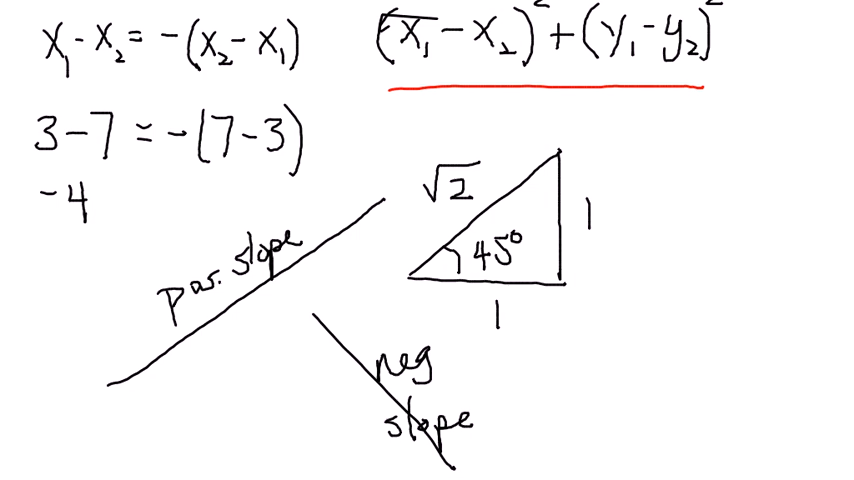 x₁ - x₂ = -(x₂ - x₁)
(x₁ - x₂)² + (y₁ - y₂)²
3 - 7 = -(7 - 3)
-4
√2
1
45°
1
pos. slope
neg
slope